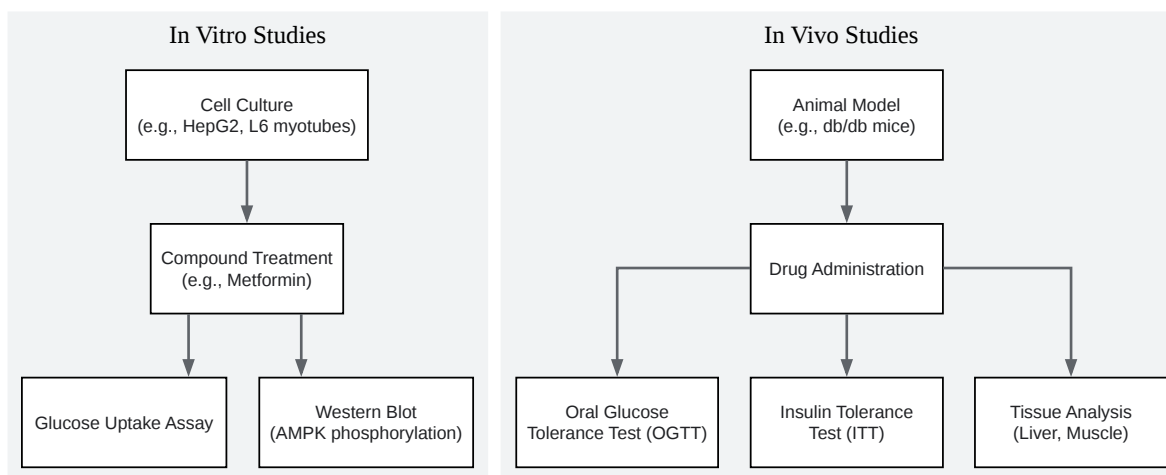 In Vitro Studies
Cell Culture
(e.g., HepG2, L6 myotubes)
Compound Treatment
(e.g., Metformin)
Glucose Uptake Assay
Western Blot
(AMPK phosphorylation)
In Vivo Studies
Animal Model
(e.g., db/db mice)
Drug Administration
Oral Glucose
Tolerance Test (OGTT)
Insulin Tolerance
Test (ITT)
Tissue Analysis
(Liver, Muscle)